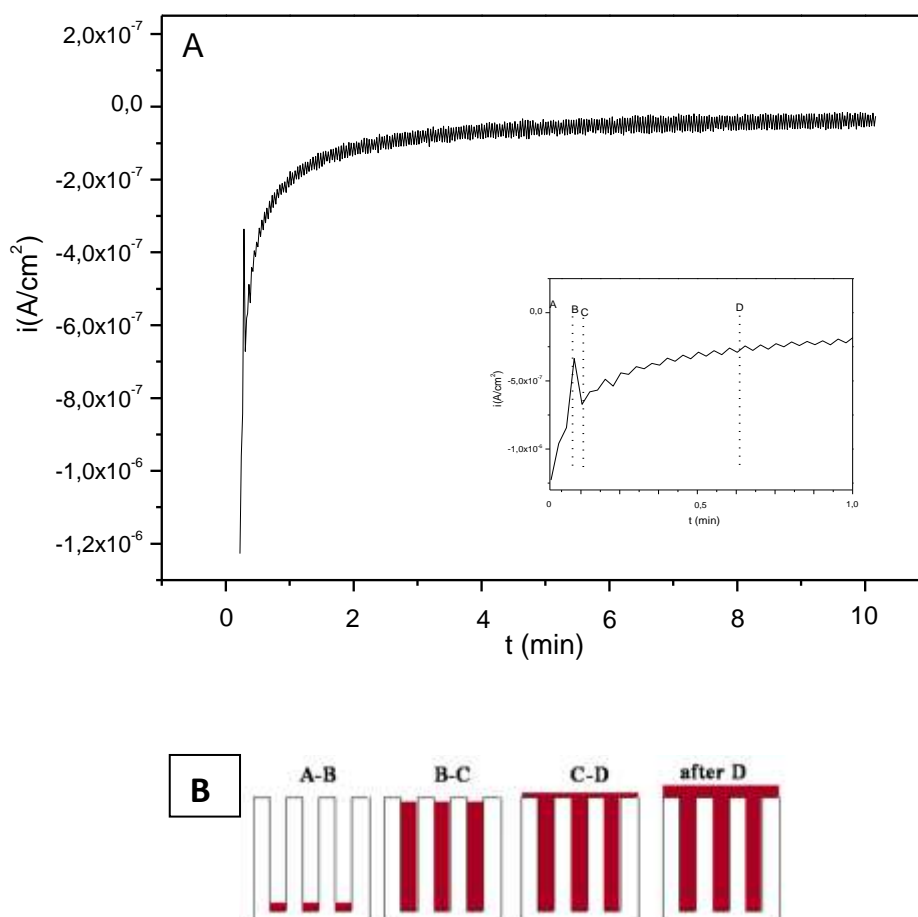 A
2,0x10⁻⁷
0,0
-2,0x10⁻⁷
-4,0x10⁻⁷
-6,0x10⁻⁷
-8,0x10⁻⁷
-1,0x10⁻⁶
-1,2x10⁻⁶
i(A/cm²)
0 2 4 6 8 10
t (min)
A B C D
0,0
-5,0x10⁻⁷
-1,0x10⁻⁶
i(A/cm²)
0 0,5 1,0
t (min)
B
A-B B-C C-D after D